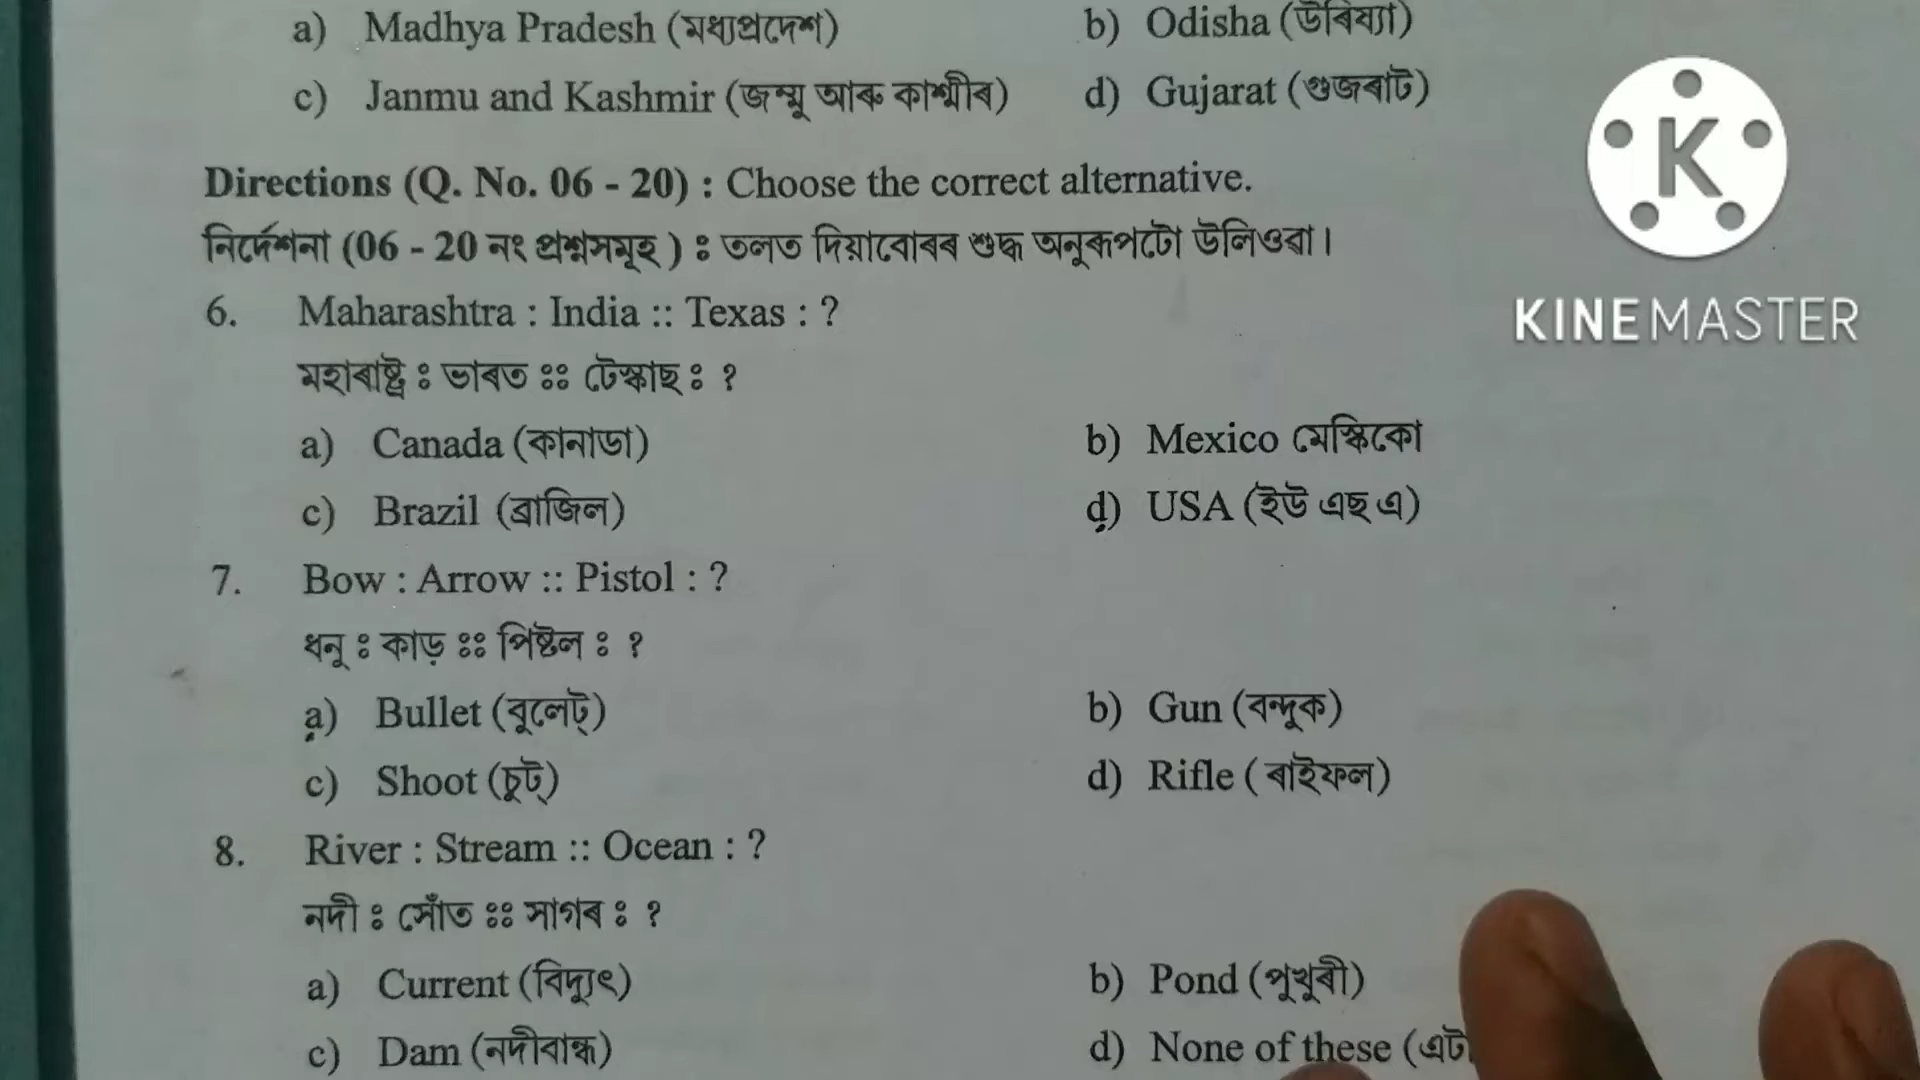 a) Madhya Pradesh (মধ্যপ্ৰদেশ) b) Odisha (উৰিষ্যা)
c) Janmu and Kashmir (জম্মু আৰু কাশ্মীৰ) d) Gujarat (গুজৰাট)
Directions (Q. No. 06 - 20) : Choose the correct alternative.
নিৰ্দেশনা (06 - 20 নং প্ৰশ্নসমূহ ) ঃ তলত দিয়াবোৰৰ শুদ্ধ অনুৰূপটো উলিওৱা।
6. Maharashtra : India :: Texas : ?
মহাৰাষ্ট্ৰ ঃ ভাৰত ঃঃ টেক্সাছ ঃ ?
a) Canada (কানাডা) b) Mexico মেক্সিকো
c) Brazil (ব্ৰাজিল) d) USA (ইউ এছ এ)
7. Bow : Arrow :: Pistol : ?
ধনু ঃ কাড় ঃঃ পিষ্টল ঃ ?
a) Bullet (বুলেট্) b) Gun (বন্দুক)
c) Shoot (চুট্) d) Rifle ( ৰাইফল)
8. River : Stream :: Ocean : ?
নদী ঃ সোঁত ঃঃ সাগৰ ঃ ?
a) Current (বিদ্যুৎ) b) Pond (পুখুৰী)
c) Dam (নদীবান্ধ) d) None of these (এটা
K
KINEMASTER